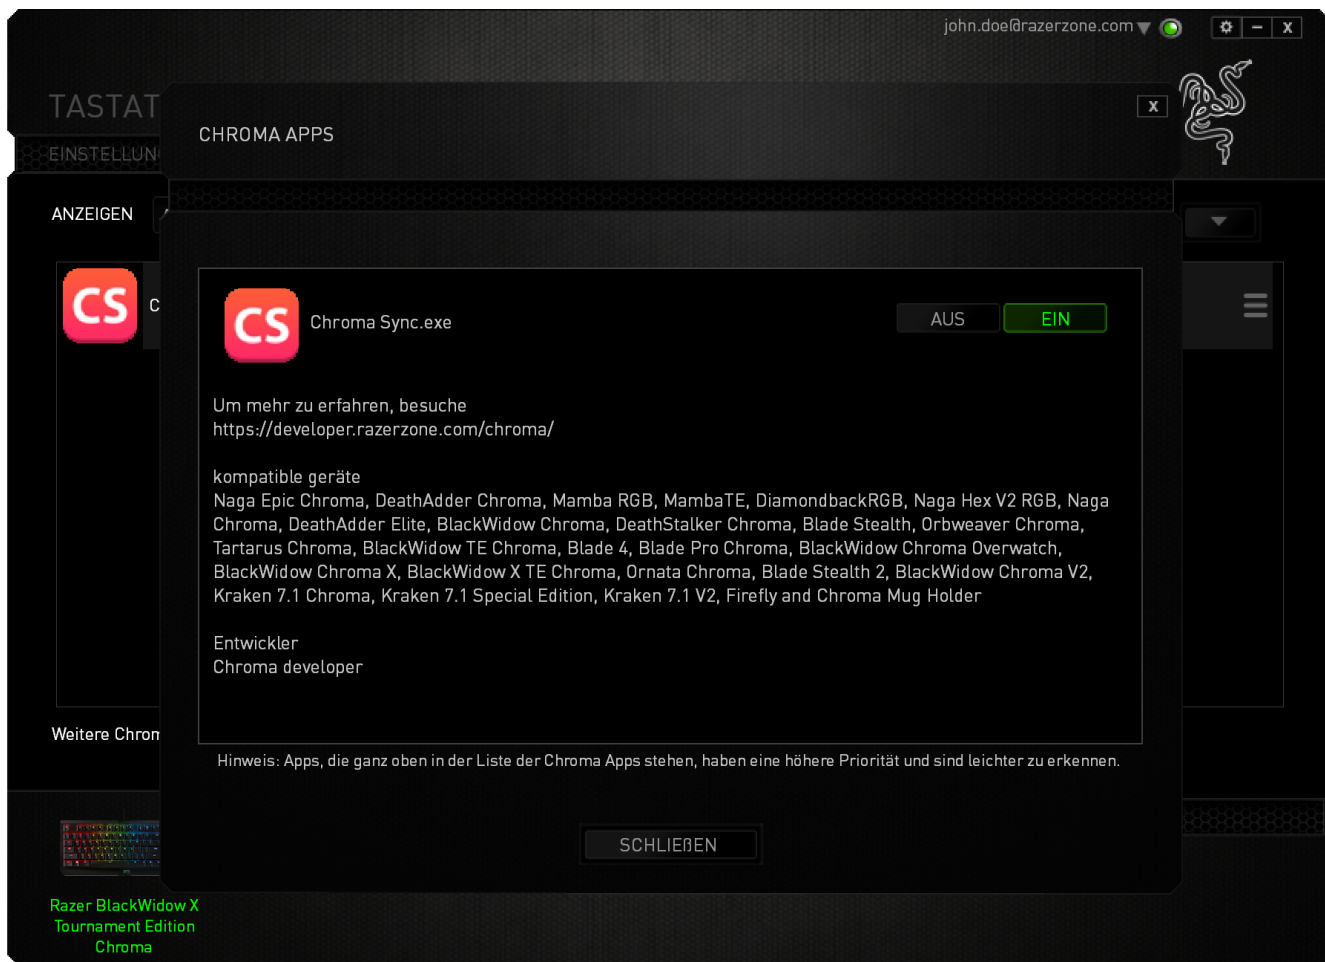 john.doe@razerzone.com
TASTAT
CHROMA APPS
EINSTELLUN
ANZEIGEN
CS
CS
Chroma Sync.exe
AUS
EIN
Um mehr zu erfahren, besuche
https://developer.razerzone.com/chroma/
kompatible geräte
Naga Epic Chroma, DeathAdder Chroma, Mamba RGB, MambaTE, DiamondbackRGB, Naga Hex V2 RGB, Naga
Chroma, DeathAdder Elite, BlackWidow Chroma, DeathStalker Chroma, Blade Stealth, Orbweaver Chroma,
Tartarus Chroma, BlackWidow TE Chroma, Blade 4, Blade Pro Chroma, BlackWidow Chroma Overwatch,
BlackWidow Chroma X, BlackWidow X TE Chroma, Ornata Chroma, Blade Stealth 2, BlackWidow Chroma V2,
Kraken 7.1 Chroma, Kraken 7.1 Special Edition, Kraken 7.1 V2, Firefly and Chroma Mug Holder
Entwickler
Chroma developer
Weitere Chrom
Hinweis: Apps, die ganz oben in der Liste der Chroma Apps stehen, haben eine höhere Priorität und sind leichter zu erkennen.
SCHLIEßEN
Razer BlackWidow X
Tournament Edition
Chroma